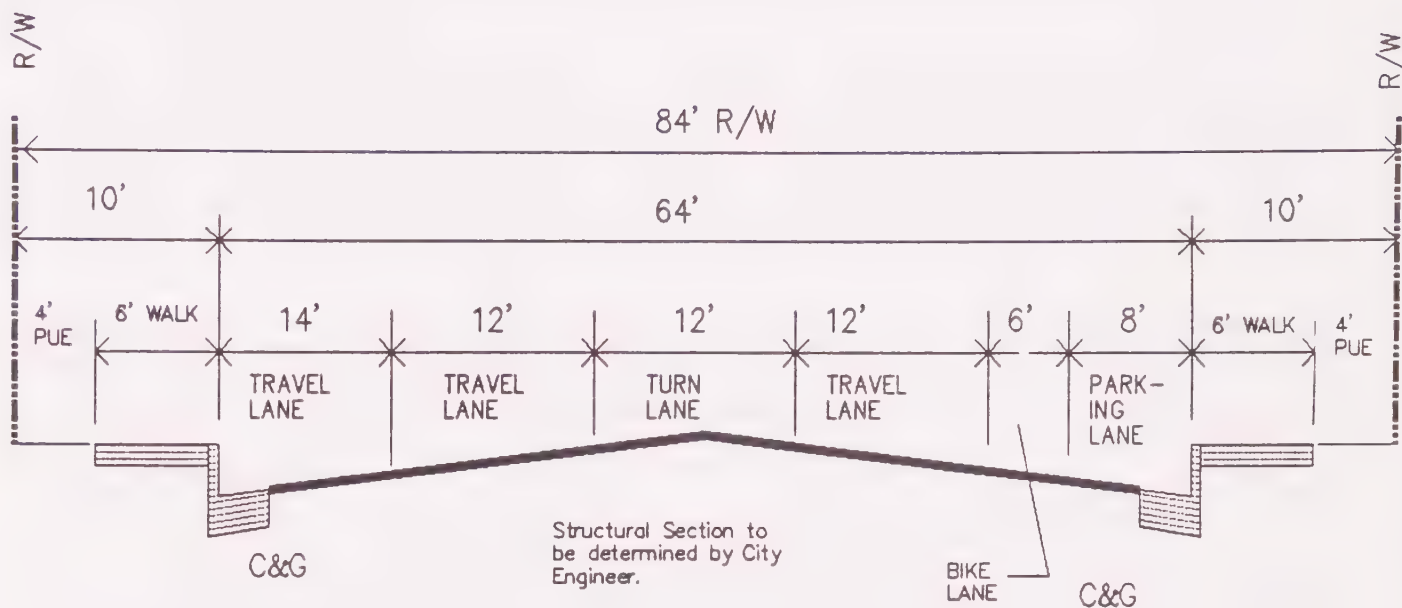 R/W
R/W
84' R/W
10'
64'
10'
4'
PUE
6' WALK
14'
12'
12'
12'
6'
8'
6' WALK
4'
PUE
TRAVEL
LANE
TRAVEL
LANE
TURN
LANE
TRAVEL
LANE
PARK-
ING
LANE
Structural Section to
be determined by City
Engineer.
C&G
BIKE
LANE
C&G